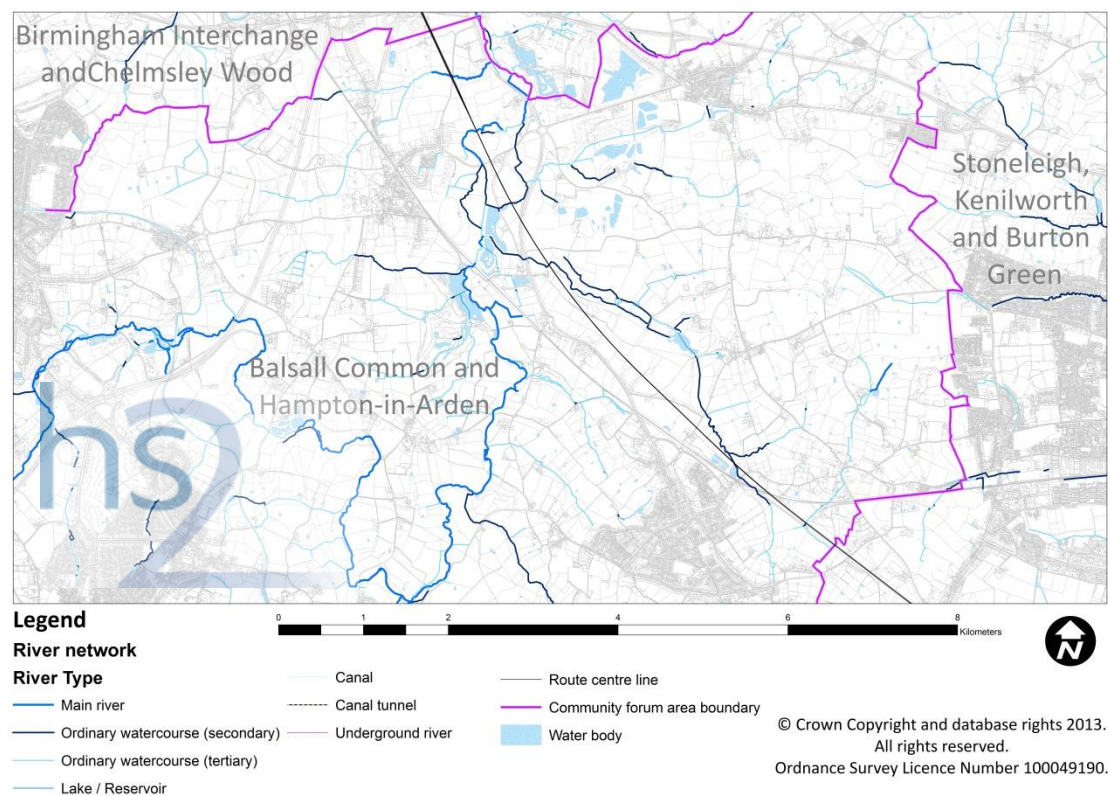 Birmingham Interchange
andChelmsley Wood
Stoneleigh,
Kenilworth
and Burton
Green
Balsall Common and
Hampton-in-Arden
hs2
Legend
River network
River Type
Main river
Ordinary watercourse (secondary)
Ordinary watercourse (tertiary)
Lake / Reservoir
Canal
Canal tunnel
Underground river
Route centre line
Community forum area boundary
Water body
0 2 4 6 8
Kilometers
N
© Crown Copyright and database rights 2013.
All rights reserved.
Ordnance Survey Licence Number 100049190.